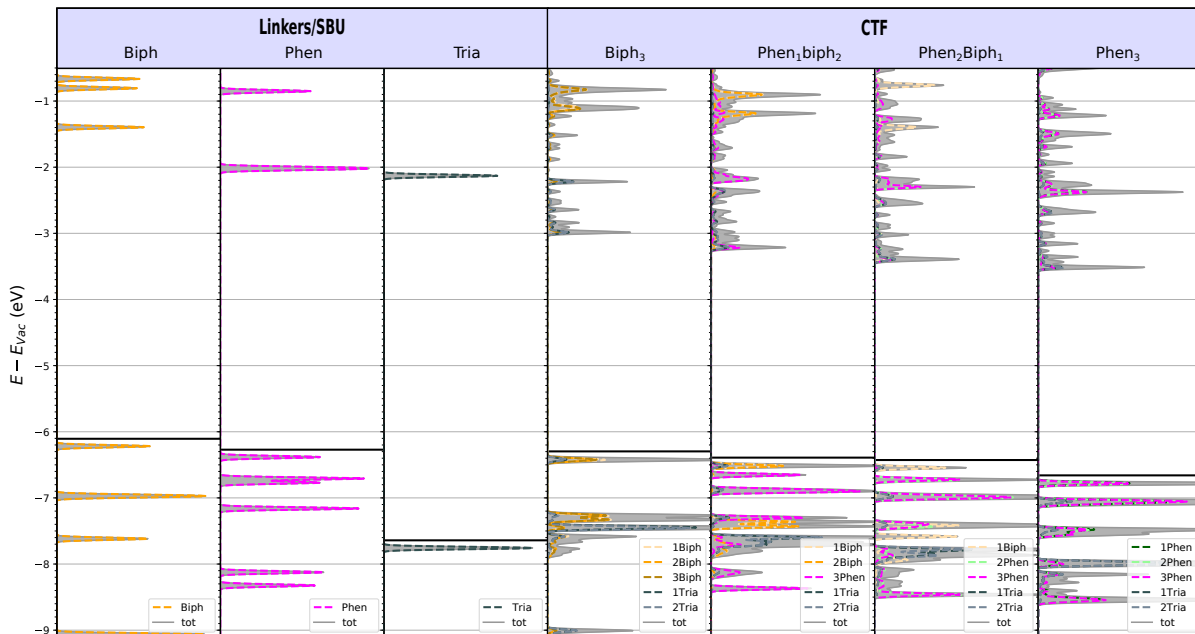 Linkers/SBU
CTF
Biph
Phen
Tria
Biph₃
Phen₁biph₂
Phen₂Biph₁
Phen₃
E − E_Vac (eV)
−1
−2
−3
−4
−5
−6
−7
−8
−9
Biph
tot
Phen
tot
Tria
tot
1Biph
2Biph
3Biph
1Tria
2Tria
tot
1Biph
2Biph
3Phen
1Tria
2Tria
tot
1Biph
2Phen
3Phen
1Tria
2Tria
tot
1Phen
2Phen
3Phen
1Tria
2Tria
tot